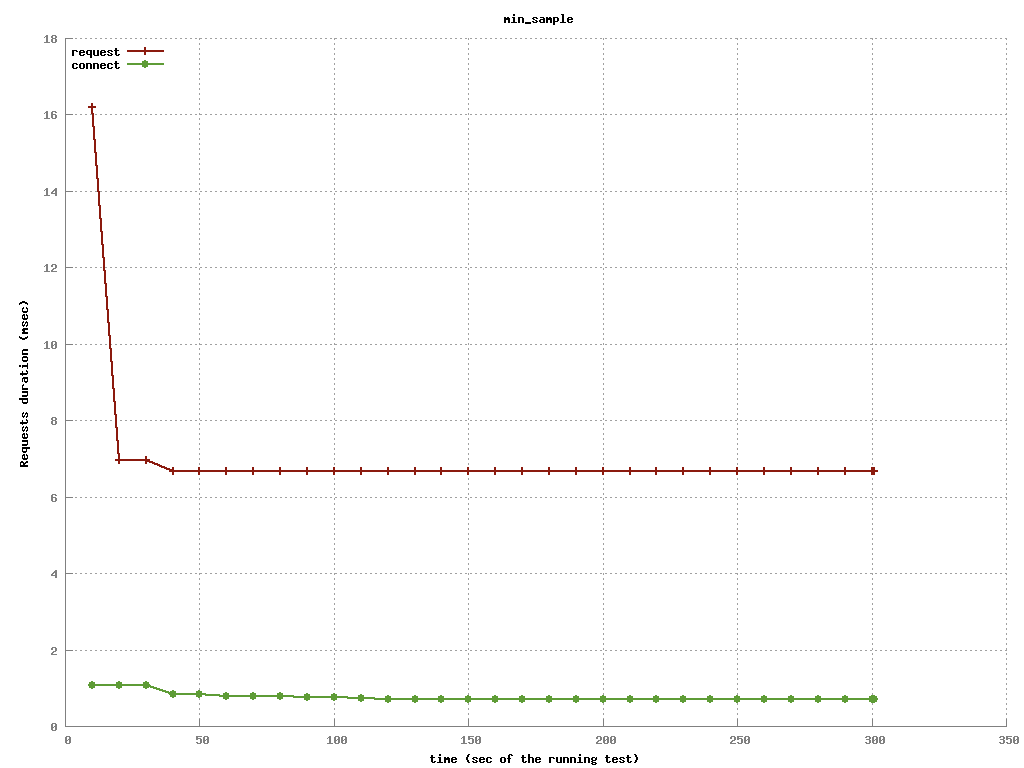 min_sample
request
connect
18
16
14
12
10
8
6
4
2
0
Requests duration (msec)
0 50 100 150 200 250 300 350
time (sec of the running test)